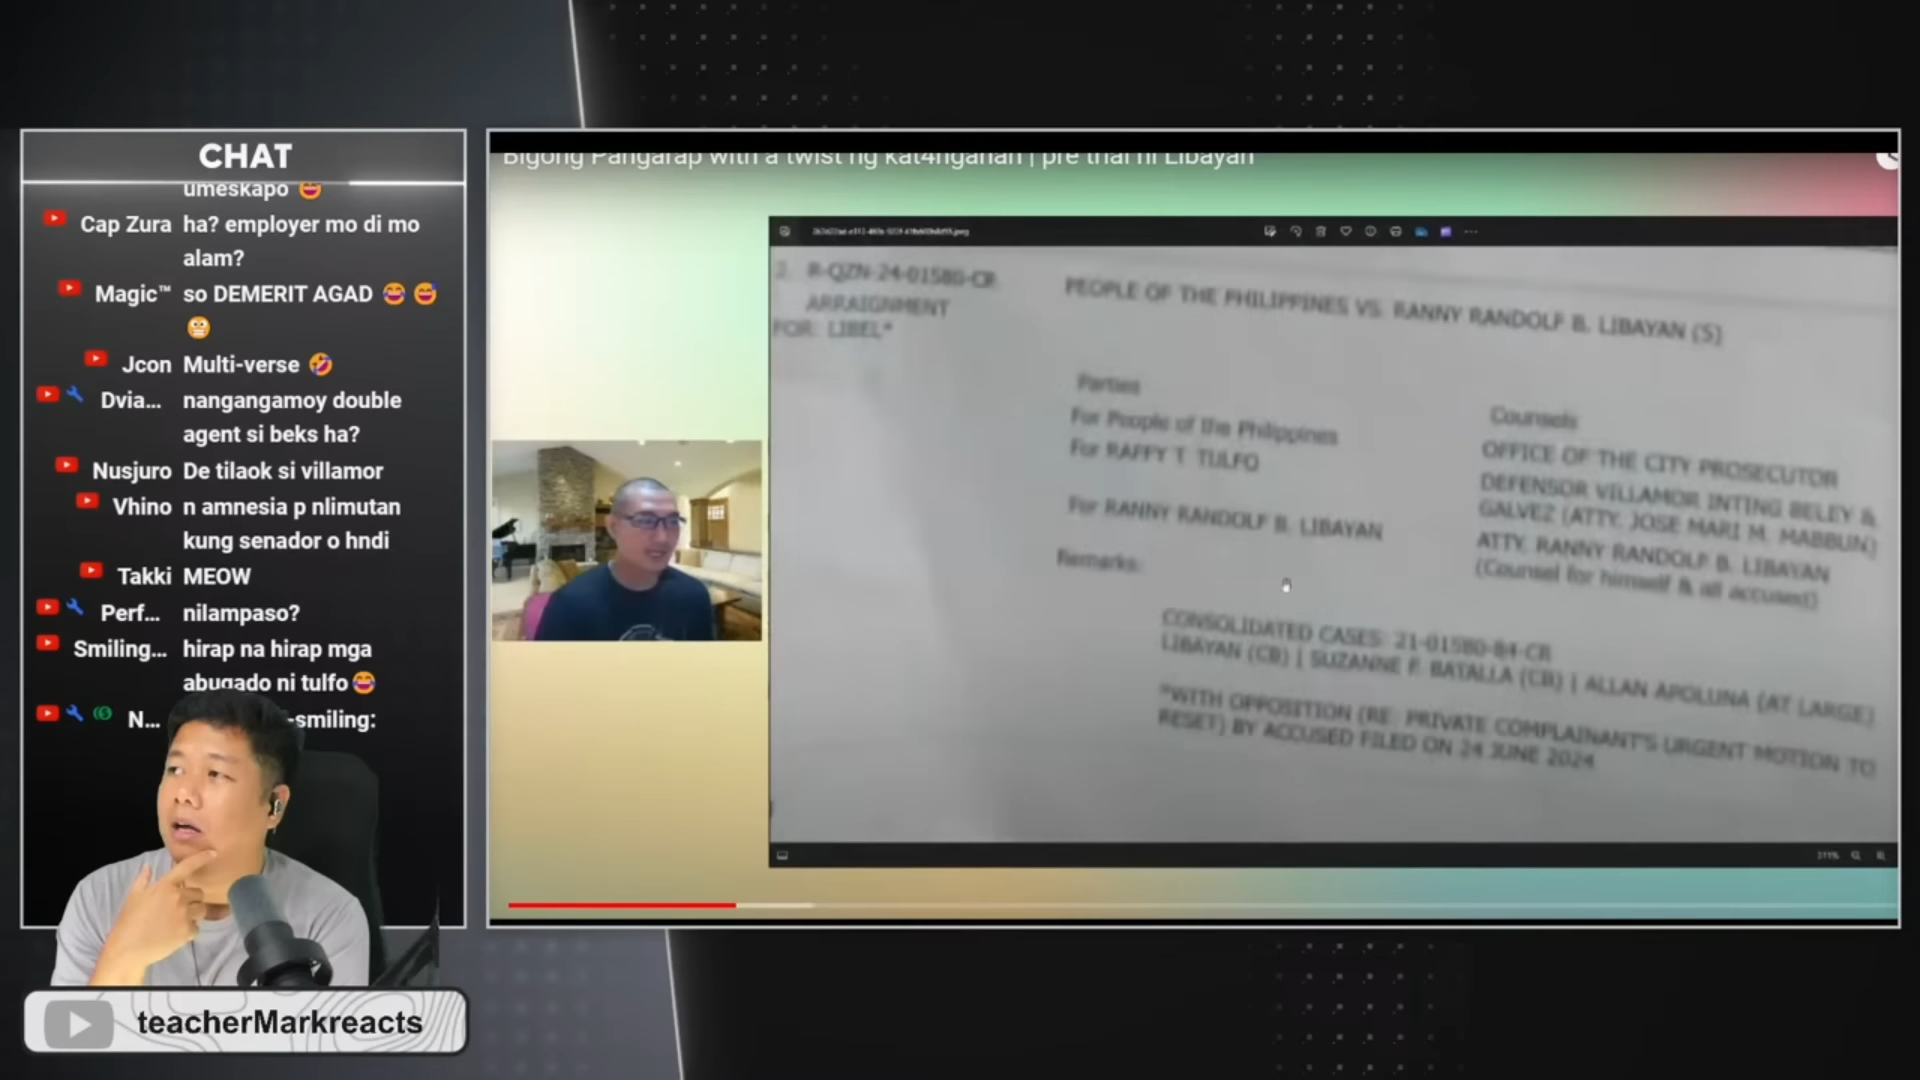 CHAT
umeskapo 😂
Cap Zura ha? employer mo di mo
alam?
Magic™ so DEMERIT AGAD 😂 😅
😬
Jcon Multi-verse 🤣
Dvia... nangangamoy double
agent si beks ha?
Nusjuro De tilaok si villamor
Vhino n amnesia p nlimutan
kung senador o hndi
Takki MEOW
Perf... nilampaso?
Smiling... hirap na hirap mga
abugado ni tulfo😂
N... -smiling:
teacherMarkreacts
Bigong Pangarap with a twist ng kat4ngahan | pre trial ni Libayan
2. R-QZN-24-01580-CR
ARRAIGNMENT
FOR: LIBEL*
PEOPLE OF THE PHILIPPINES VS. RANNY RANDOLF B. LIBAYAN (5)
Parties
For People of the Philippines
For RAFFY T. TULFO
For RANNY RANDOLF B. LIBAYAN
Remarks:
Counsels
OFFICE OF THE CITY PROSECUTOR
DEFENSOR VILLAMOR INTING BELEY &
GALVEZ (ATTY. JOSE MARI M. MABBUN)
ATTY. RANNY RANDOLF B. LIBAYAN
(Counsel for himself & all accused)
CONSOLIDATED CASES: 21-01580-84-CR
LIBAYAN (CB) | SUZANNE F. BATALLA (CB) | ALLAN APOLUNA (AT LARGE)
*WITH OPPOSITION (RE: PRIVATE COMPLAINANT'S URGENT MOTION TO
RESET) BY ACCUSED FILED ON 24 JUNE 2024